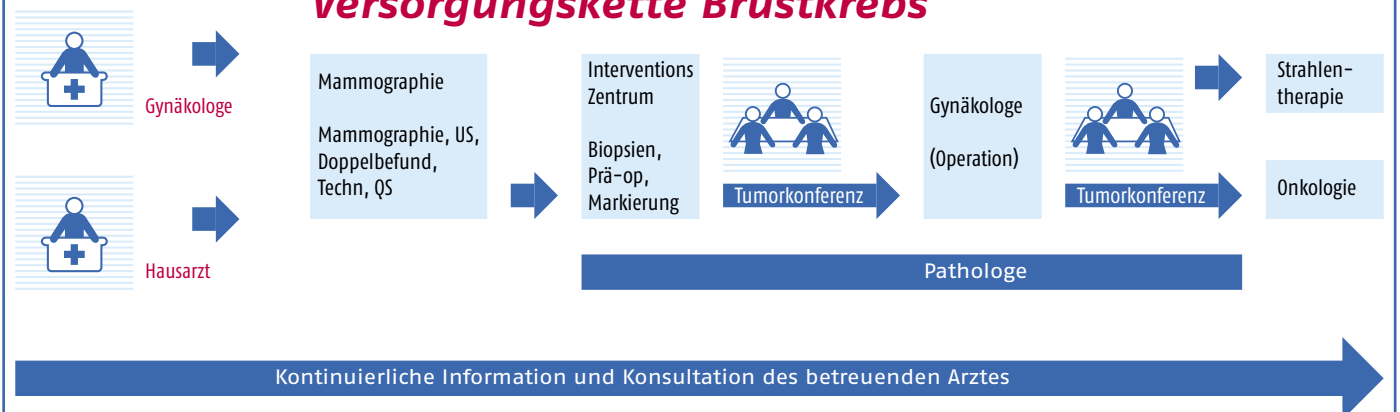 Versorgungskette Brustkrebs
Gynäkologe
Hausarzt
Mammographie
Mammographie, US,
Doppelbefund,
Techn, QS
Interventions
Zentrum
Biopsien,
Prä-op,
Markierung
Tumorkonferenz
Gynäkologe
(Operation)
Tumorkonferenz
Strahlen-
therapie
Onkologie
Pathologe
Kontinuierliche Information und Konsultation des betreuenden Arztes